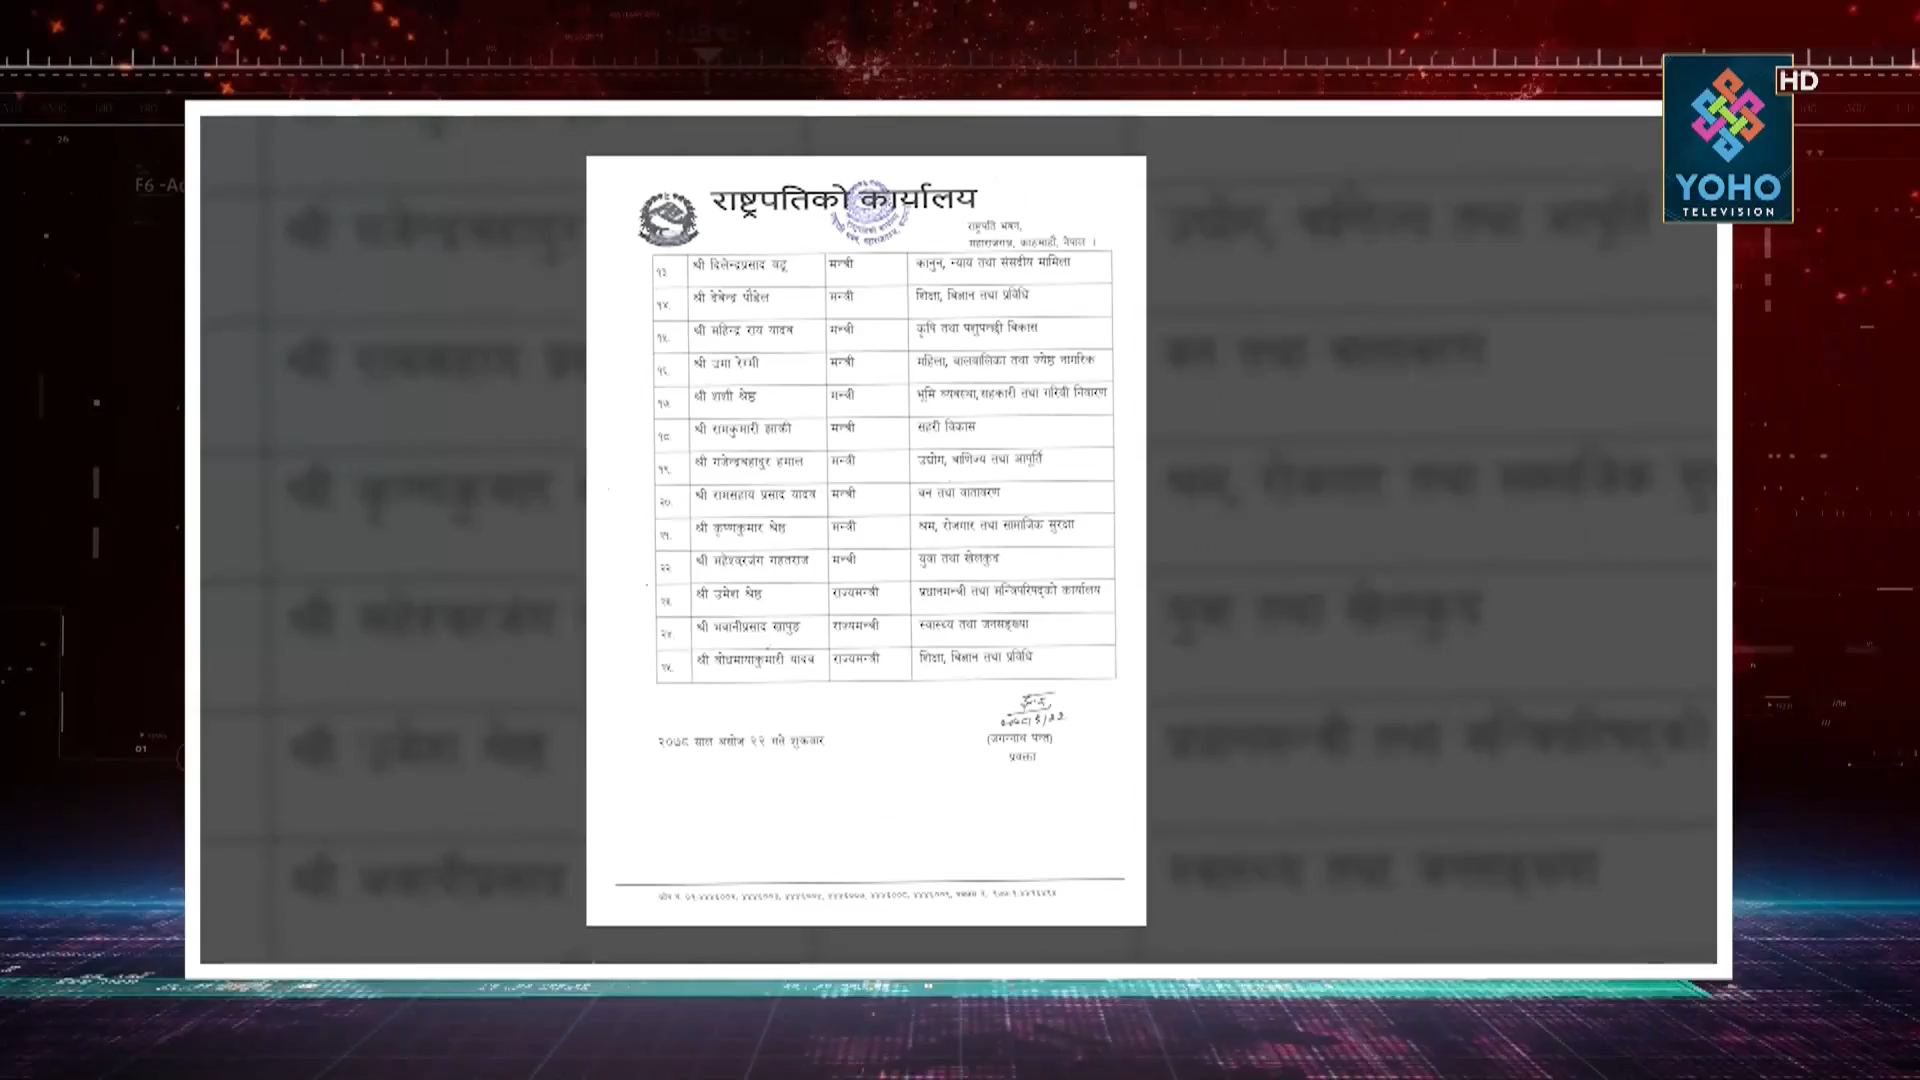 HD
YOHO
TELEVISION
F6 -Ac
26
01
राष्ट्रपतिको कार्यालय
राष्ट्रपति भवन,
महाराजगञ्ज, काठमाडौं, नेपाल ।
१३. श्री दिलेन्द्रप्रसाद बडू मन्त्री कानुन, न्याय तथा संसदीय मामिला
१४. श्री देवेन्द्र पौडेल मन्त्री शिक्षा, विज्ञान तथा प्रविधि
१५. श्री महिन्द्र राय यादव मन्त्री कृषि तथा पशुपन्छी विकास
१६. श्री उमा रेग्मी मन्त्री महिला, बालबालिका तथा ज्येष्ठ नागरिक
१७. श्री शशी श्रेष्ठ मन्त्री भूमि व्यवस्था, सहकारी तथा गरिवी निवारण
१८. श्री रामकुमारी झाक्री मन्त्री सहरी विकास
१९. श्री गजेन्द्रबहादुर हमाल मन्त्री उद्योग, वाणिज्य तथा आपूर्ति
२०. श्री रामसहाय प्रसाद यादव मन्त्री वन तथा वातावरण
२१. श्री कृष्णकुमार श्रेष्ठ मन्त्री श्रम, रोजगार तथा सामाजिक सुरक्षा
२२. श्री महेश्वरजंग गहतराज मन्त्री युवा तथा खेलकुद
२३. श्री उमेश श्रेष्ठ राज्यमन्त्री प्रधानमन्त्री तथा मन्त्रिपरिषद्को कार्यालय
२४. श्री भवानीप्रसाद खापुङ राज्यमन्त्री स्वास्थ्य तथा जनसङ्ख्या
२५. श्री बोधमायाकुमारी यादव राज्यमन्त्री शिक्षा, विज्ञान तथा प्रविधि
२०७८ साल असोज २२ गते शुक्रवार
(जगन्नाथ पन्त)
प्रवक्ता